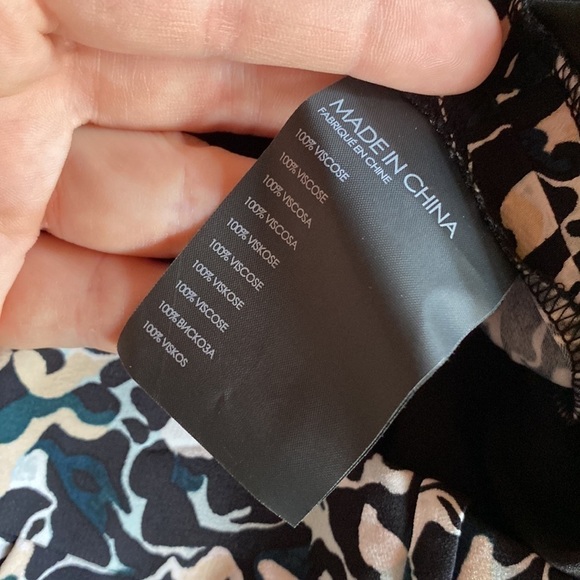 MADE IN CHINA
FABRIQUÉ EN CHINE
100% VISCOSE
100% VISCOSE
100% VISCOSA
100% VISCOSA
100% VISKOSE
100% VISCOSE
100% VISKOSE
100% VISCOSE
100% ВИСКОЗА
100% VISKOS